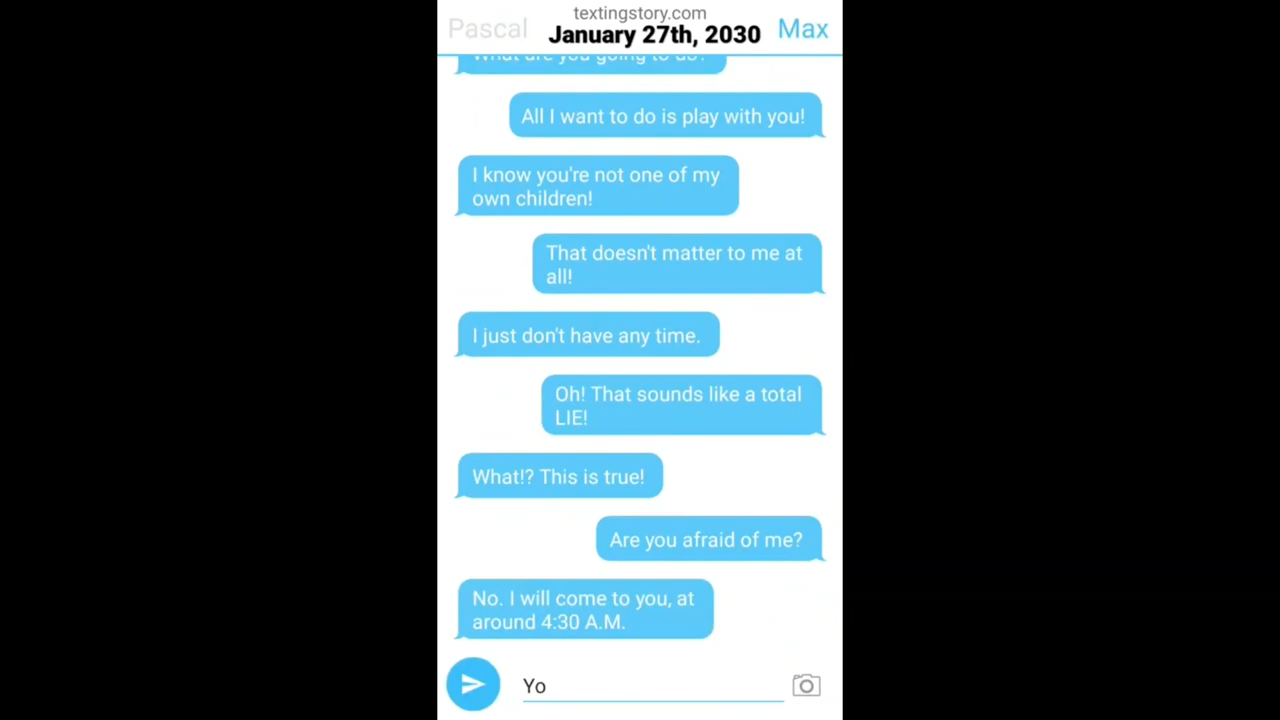 textingstory.com
Pascal
January 27th, 2030
Max
What are you going to do?
All I want to do is play with you!
I know you're not one of my
own children!
That doesn't matter to me at
all!
I just don't have any time.
Oh! That sounds like a total
LIE!
What!? This is true!
Are you afraid of me?
No. I will come to you, at
around 4:30 A.M.
Yo